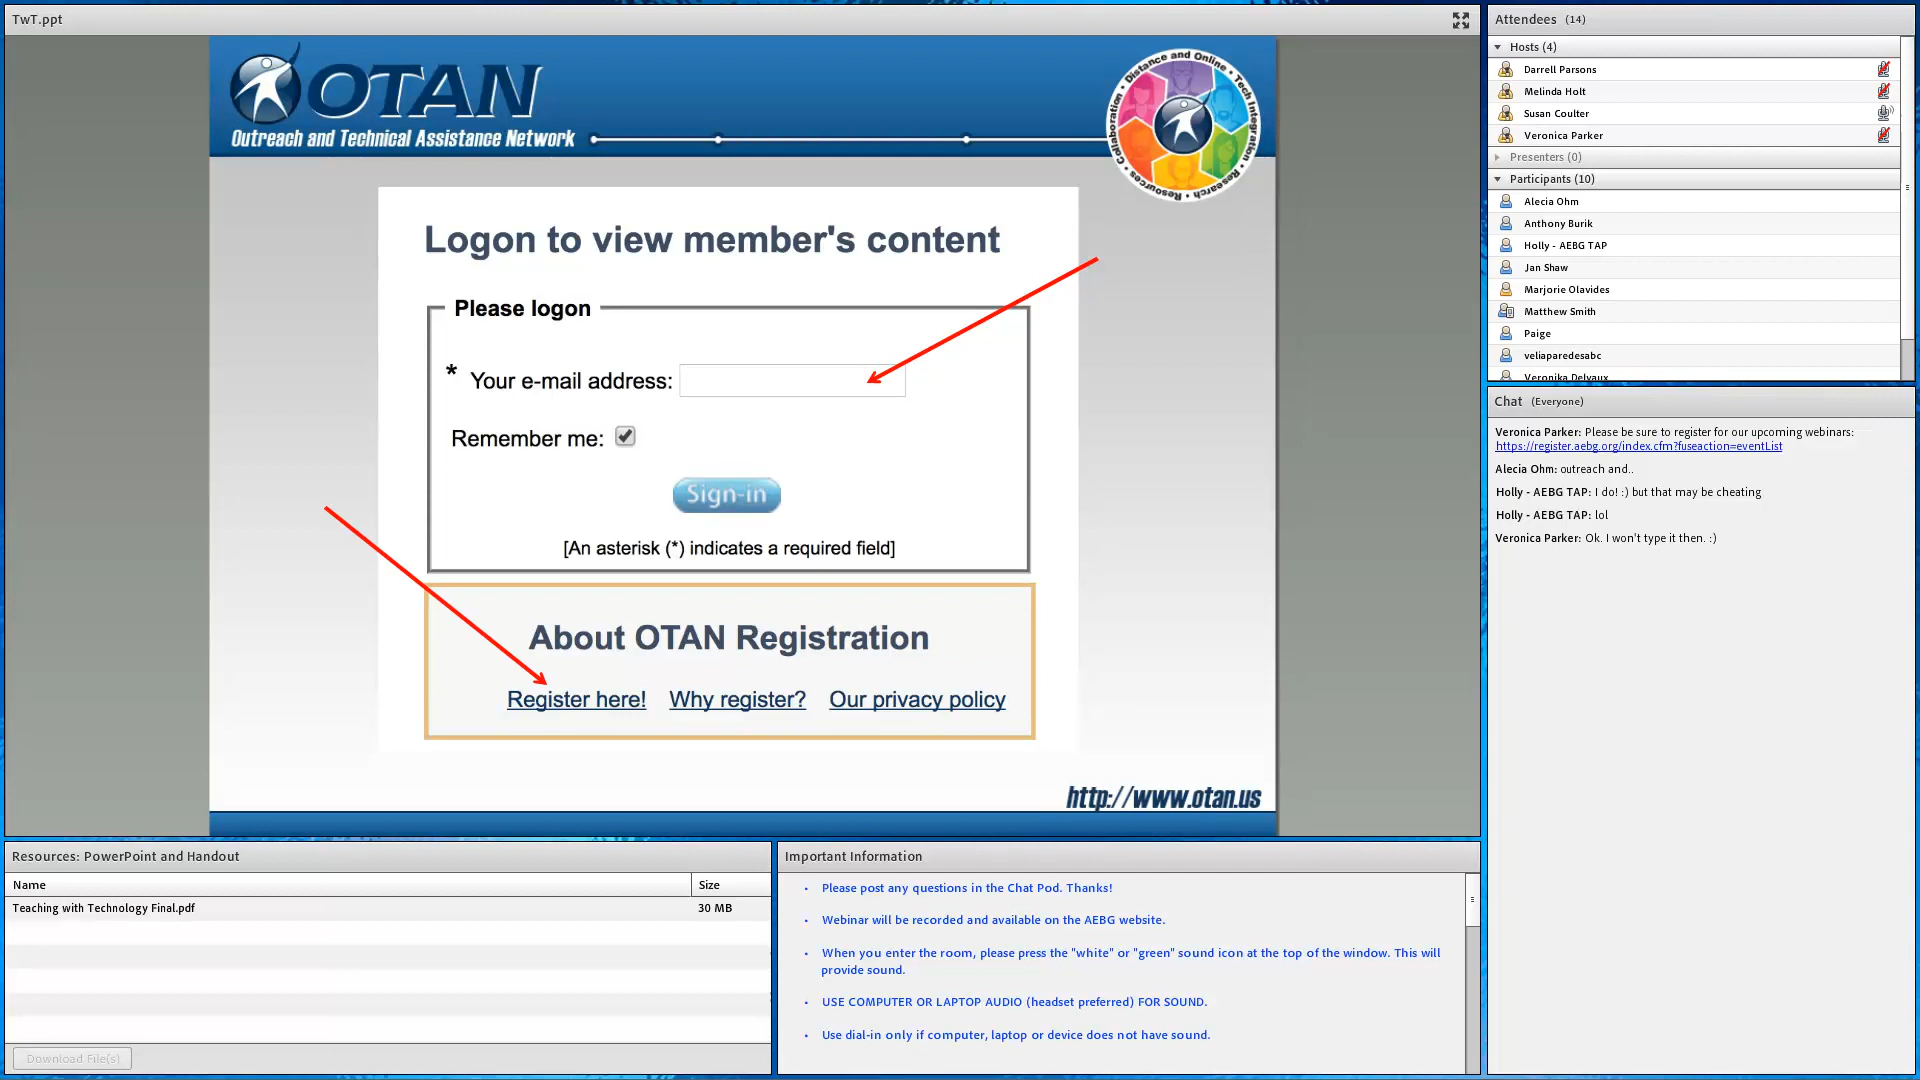 TwT.ppt
OTAN
Outreach and Technical Assistance Network
Collaboration • Distance and Online • Tech Integration • Research • Resources •
Logon to view member's content
Please logon
* Your e-mail address:
Remember me:
Sign-in
[An asterisk (*) indicates a required field]
About OTAN Registration
Register here! Why register? Our privacy policy
http://www.otan.us
Attendees (14)
Hosts (4)
Darrell Parsons
Melinda Holt
Susan Coulter
Veronica Parker
Presenters (0)
Participants (10)
Alecia Ohm
Anthony Burik
Holly - AEBG TAP
Jan Shaw
Marjorie Olavides
Matthew Smith
Paige
veliaparedesabc
Veronika Delvaux
Chat (Everyone)
Veronica Parker: Please be sure to register for our upcoming webinars:
https://register.aebg.org/index.cfm?fuseaction=eventList
Alecia Ohm: outreach and..
Holly - AEBG TAP: I do! :) but that may be cheating
Holly - AEBG TAP: lol
Veronica Parker: Ok. I won't type it then. :)
Resources: PowerPoint and Handout
Name Size
Teaching with Technology Final.pdf 30 MB
Download File(s)
Important Information
• Please post any questions in the Chat Pod. Thanks!
• Webinar will be recorded and available on the AEBG website.
• When you enter the room, please press the "white" or "green" sound icon at the top of the window. This will
provide sound.
• USE COMPUTER OR LAPTOP AUDIO (headset preferred) FOR SOUND.
• Use dial-in only if computer, laptop or device does not have sound.